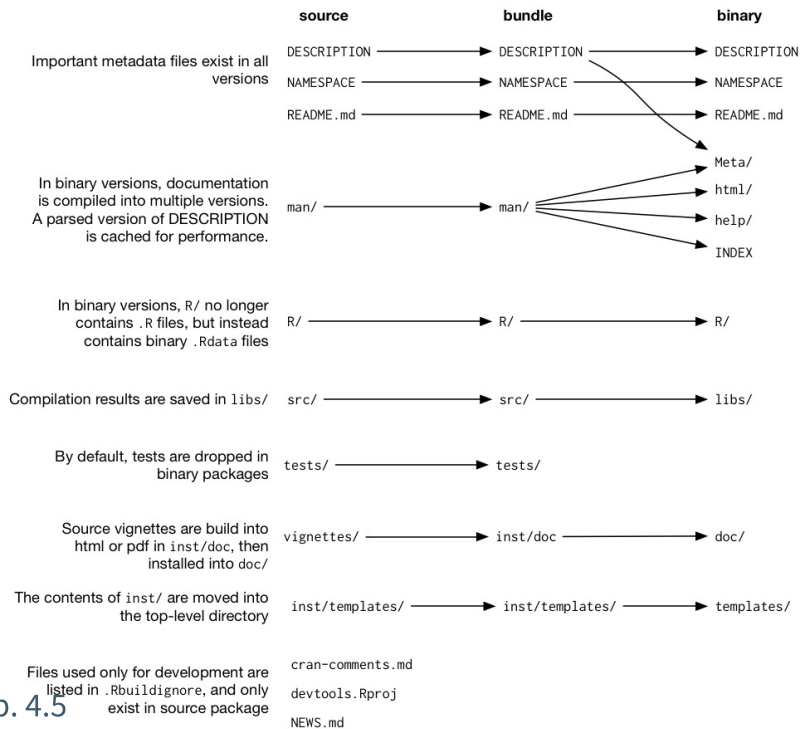 source bundle binary
Important metadata files exist in all
versions
DESCRIPTION DESCRIPTION DESCRIPTION
NAMESPACE NAMESPACE NAMESPACE
README.md README.md README.md
In binary versions, documentation
is compiled into multiple versions.
A parsed version of DESCRIPTION
is cached for performance.
man/ man/
Meta/
html/
help/
INDEX
In binary versions, R/ no longer
contains .R files, but instead
contains binary .Rdata files
R/ R/ R/
Compilation results are saved in libs/
src/ src/ libs/
By default, tests are dropped in
binary packages
tests/ tests/
Source vignettes are build into
html or pdf in inst/doc, then
installed into doc/
vignettes/ inst/doc doc/
The contents of inst/ are moved into
the top-level directory
inst/templates/ inst/templates/ templates/
Files used only for development are
listed in .Rbuildignore, and only
exist in source package
cran-comments.md
devtools.Rproj
NEWS.md
p. 4.5